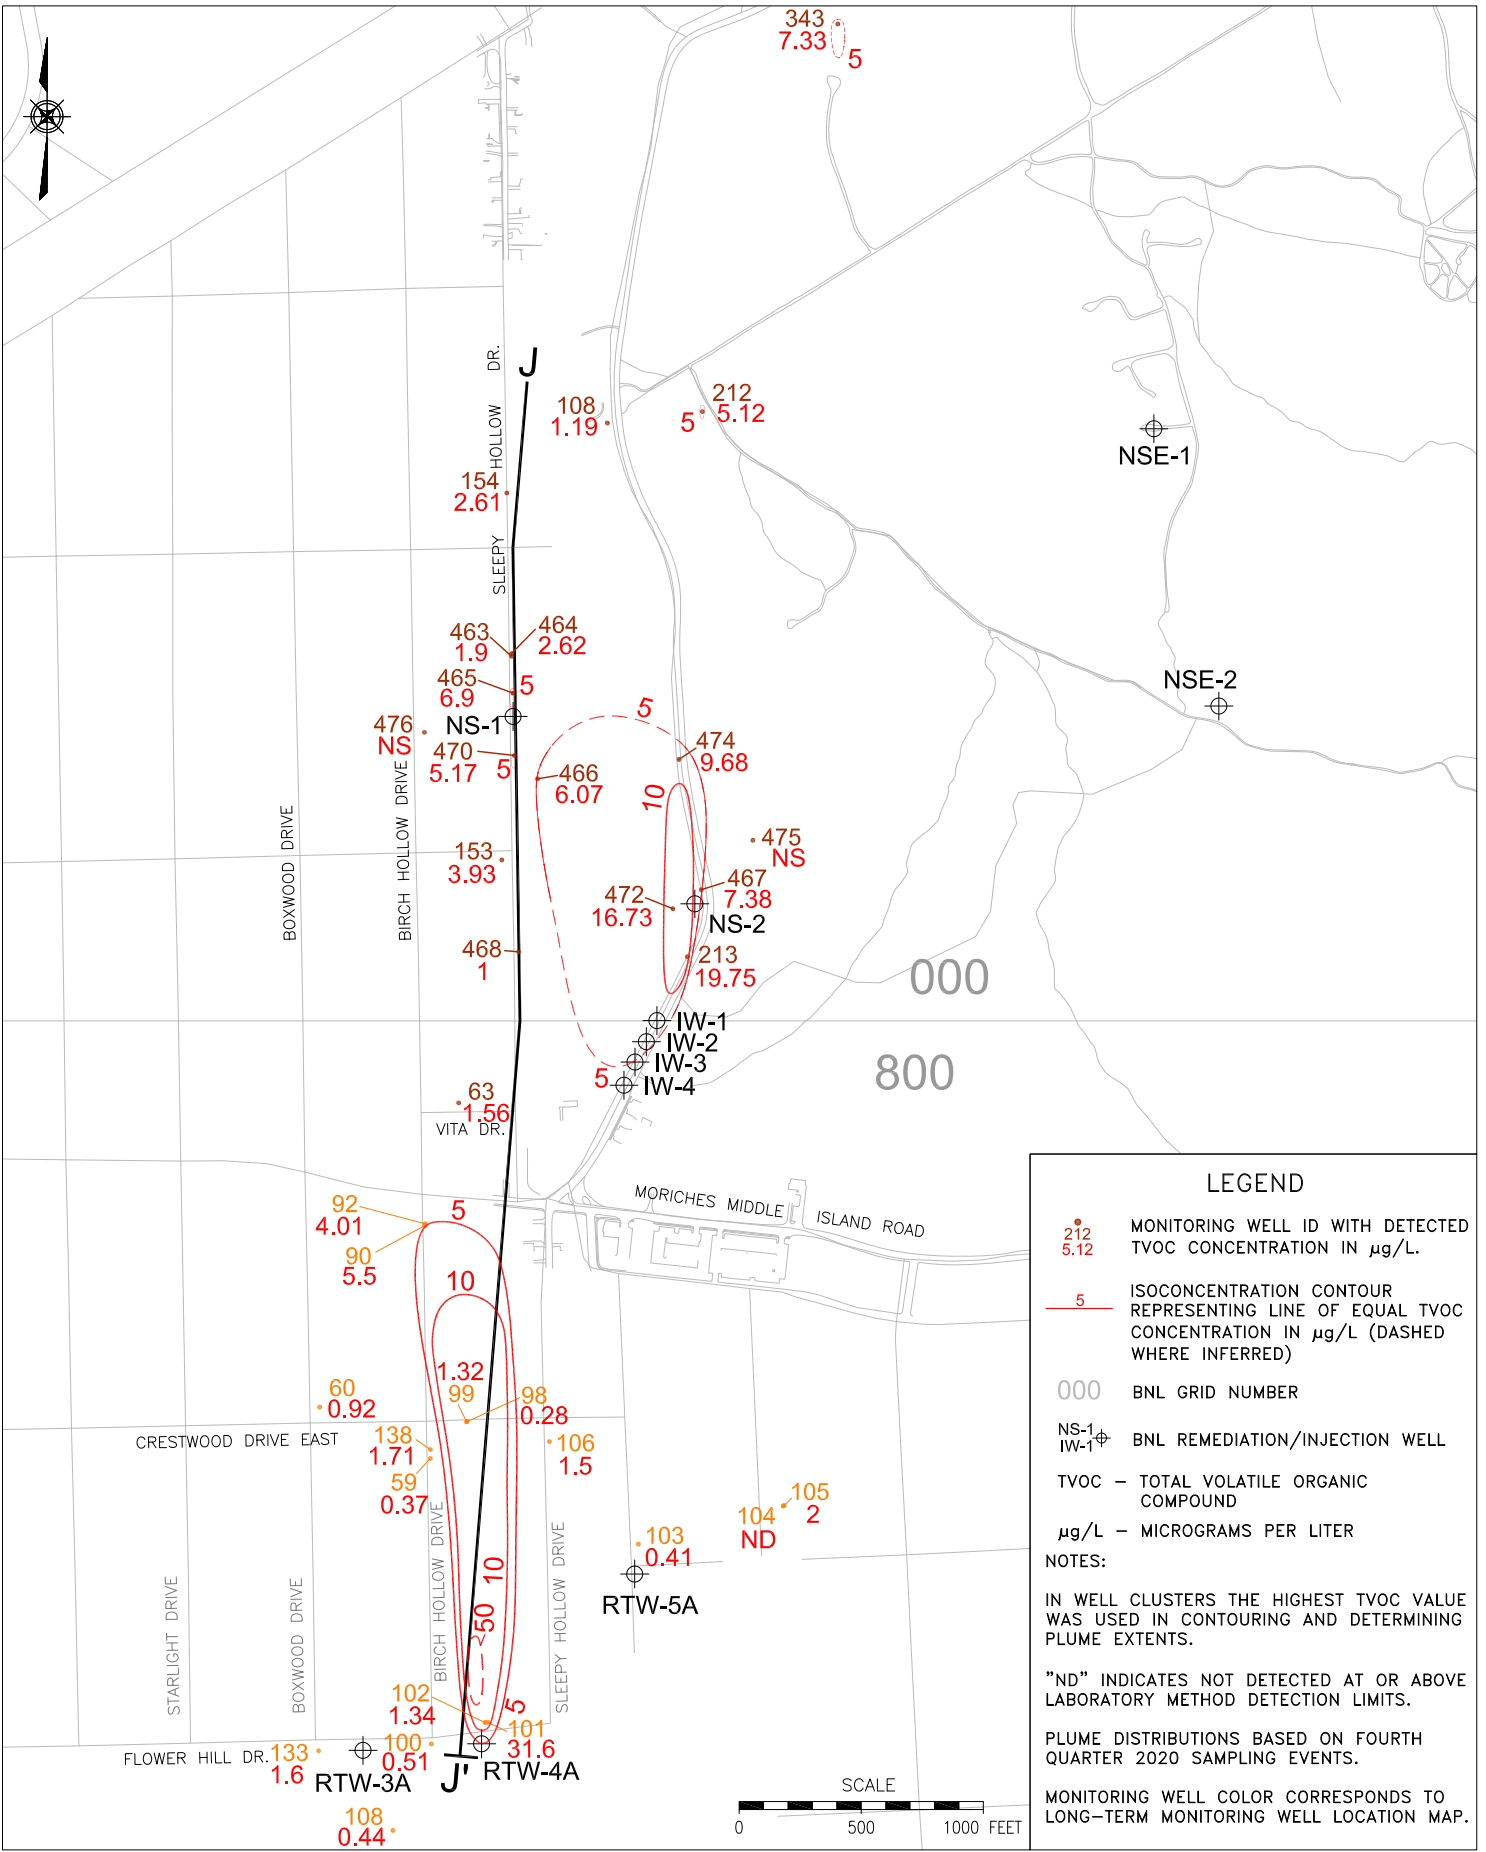 343
7.33
5
SLEEPY HOLLOW DR.
J
108
1.19
212
5.12
5
NSE-1
154
2.61
463
1.9
464
2.62
465
6.9
5
NS-1
NSE-2
476
NS
470
5.17
5
5
474
9.68
466
6.07
10
475
NS
BOXWOOD DRIVE
BIRCH HOLLOW DRIVE
153
3.93
467
7.38
472
16.73
NS-2
468
1
213
19.75
000
IW-1
IW-2
IW-3
IW-4
5
800
63
1.56
VITA DR.
MORICHES MIDDLE ISLAND ROAD
92
4.01
90
5.5
5
10
1.32
99
98
0.28
60
0.92
CRESTWOOD DRIVE EAST
138
1.71
59
0.37
106
1.5
105
2
104
ND
103
0.41
RTW-5A
10
50
STARLIGHT DRIVE
BOXWOOD DRIVE
BIRCH HOLLOW DRIVE
SLEEPY HOLLOW DRIVE
102
1.34
5
101
31.6
100
0.51
FLOWER HILL DR.
133
1.6
RTW-3A
J'
RTW-4A
108
0.44
SCALE
0 500 1000 FEET
LEGEND
212
5.12
MONITORING WELL ID WITH DETECTED
TVOC CONCENTRATION IN µg/L.
5
ISOCONCENTRATION CONTOUR
REPRESENTING LINE OF EQUAL TVOC
CONCENTRATION IN µg/L (DASHED
WHERE INFERRED)
000 BNL GRID NUMBER
NS-1
IW-1
BNL REMEDIATION/INJECTION WELL
TVOC – TOTAL VOLATILE ORGANIC
COMPOUND
µg/L – MICROGRAMS PER LITER
NOTES:
IN WELL CLUSTERS THE HIGHEST TVOC VALUE
WAS USED IN CONTOURING AND DETERMINING
PLUME EXTENTS.
"ND" INDICATES NOT DETECTED AT OR ABOVE
LABORATORY METHOD DETECTION LIMITS.
PLUME DISTRIBUTIONS BASED ON FOURTH
QUARTER 2020 SAMPLING EVENTS.
MONITORING WELL COLOR CORRESPONDS TO
LONG–TERM MONITORING WELL LOCATION MAP.